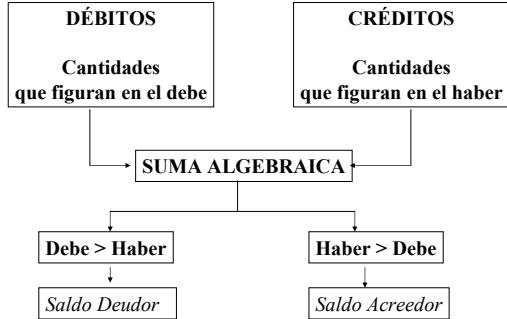 DÉBITOS
Cantidades
que figuran en el debe
CRÉDITOS
Cantidades
que figuran en el haber
SUMA ALGEBRAICA
Debe > Haber
Haber > Debe
Saldo Deudor
Saldo Acreedor